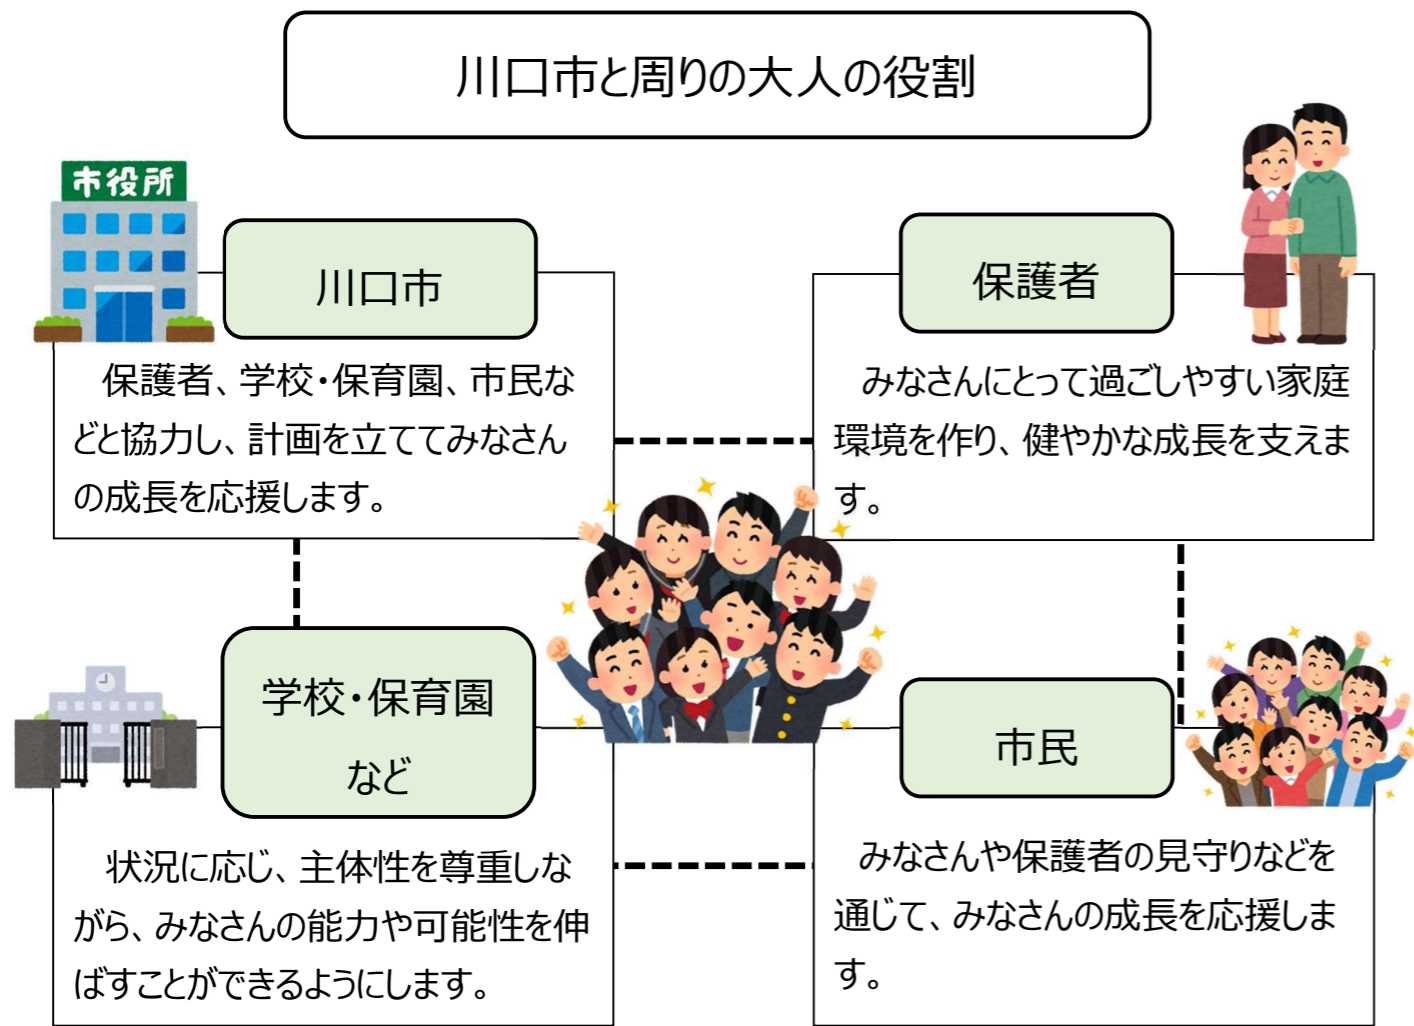 川口市と周りの大人の役割
市役所
川口市
保護者、学校・保育園、市民な
どと協力し、計画を立ててみなさん
の成長を応援します。
保護者
みなさんにとって過ごしやすい家庭
環境を作り、健やかな成長を支えま
す。
学校・保育園
など
状況に応じ、主体性を尊重しな
がら、みなさんの能力や可能性を伸
ばすことができるようにします。
市民
みなさんや保護者の見守りなどを
通じて、みなさんの成長を応援しま
す。